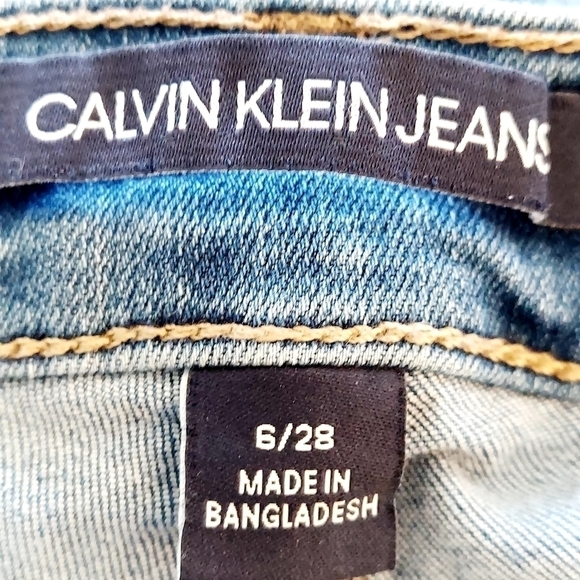 CALVIN KLEIN JEANS
6/28
MADE IN
BANGLADESH